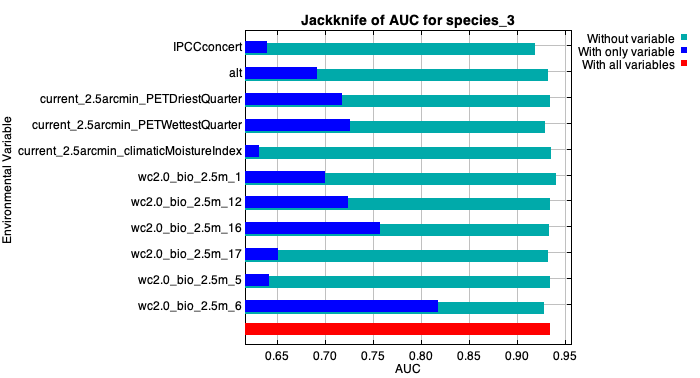 Jackknife of AUC for species_3
Without variable
With only variable
With all variables
Environmental Variable
IPCCconcert
alt
current_2.5arcmin_PETDriestQuarter
current_2.5arcmin_PETWettestQuarter
current_2.5arcmin_climaticMoistureIndex
wc2.0_bio_2.5m_1
wc2.0_bio_2.5m_12
wc2.0_bio_2.5m_16
wc2.0_bio_2.5m_17
wc2.0_bio_2.5m_5
wc2.0_bio_2.5m_6
0.65 0.70 0.75 0.80 0.85 0.90 0.95
AUC